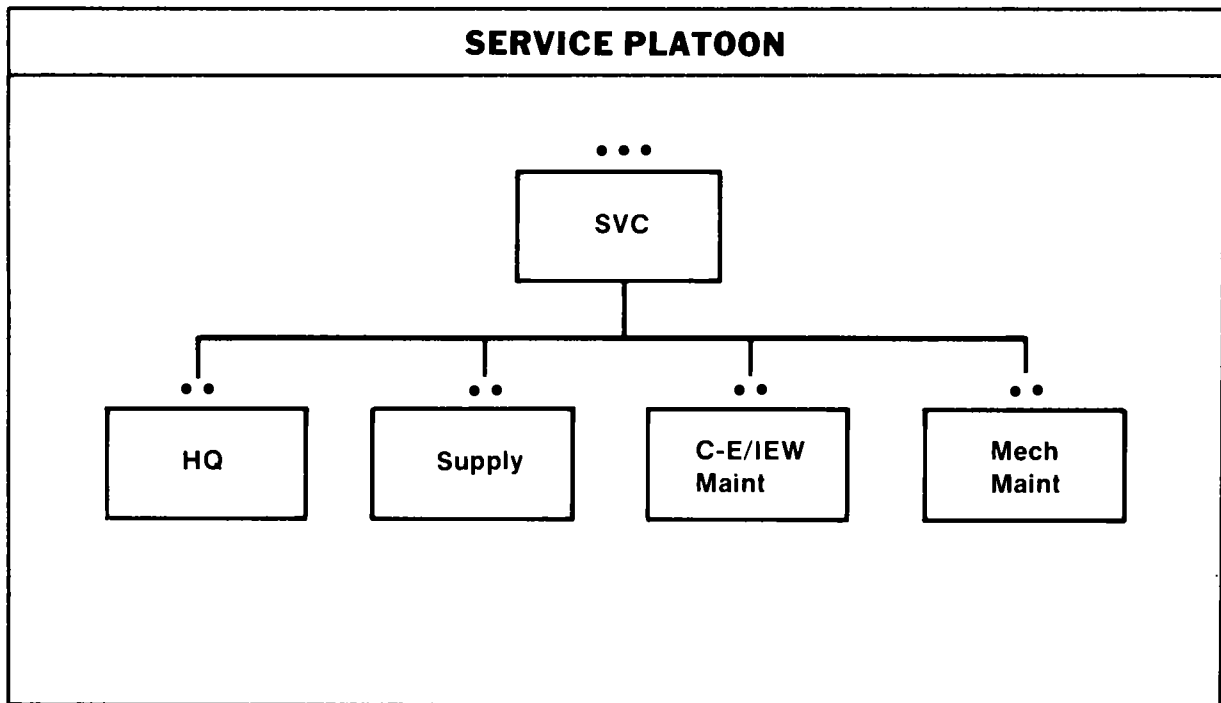 SERVICE PLATOON
SVC
HQ
Supply
C-E/IEW
Maint
Mech
Maint